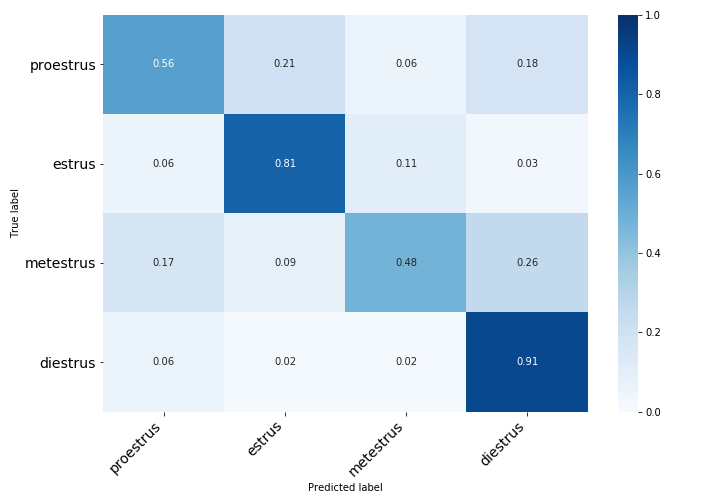 1.0
proestrus 0.56 0.21 0.06 0.18
0.8
estrus 0.06 0.81 0.11 0.03
0.6
True label
0.4
metestrus 0.17 0.09 0.48 0.26
0.2
diestrus 0.06 0.02 0.02 0.91
0.0
proestrus estrus metestrus diestrus
Predicted label